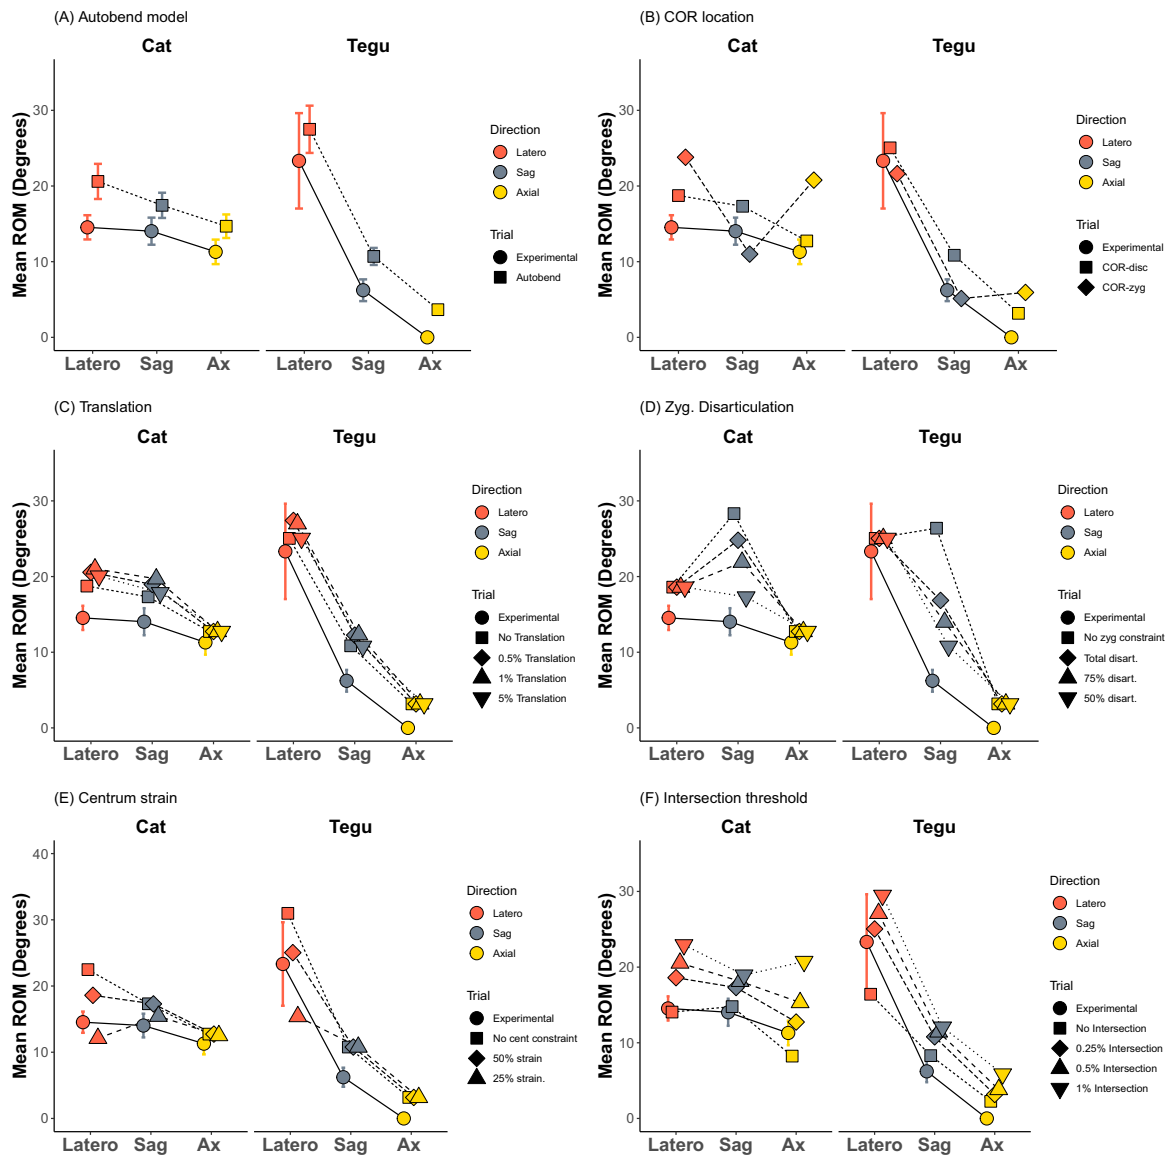 (A) Autobend model
Cat
Tegu
Mean ROM (Degrees)
30
20
10
0
Latero Sag Ax
Latero Sag Ax
Direction
Latero
Sag
Axial
Trial
Experimental
Autobend
(B) COR location
Cat
Tegu
Mean ROM (Degrees)
30
20
10
0
Latero Sag Ax
Latero Sag Ax
Direction
Latero
Sag
Axial
Trial
Experimental
COR-disc
COR-zyg
(C) Translation
Cat
Tegu
Mean ROM (Degrees)
30
20
10
0
Latero Sag Ax
Latero Sag Ax
Direction
Latero
Sag
Axial
Trial
Experimental
No Translation
0.5% Translation
1% Translation
5% Translation
(D) Zyg. Disarticulation
Cat
Tegu
Mean ROM (Degrees)
30
20
10
0
Latero Sag Ax
Latero Sag Ax
Direction
Latero
Sag
Axial
Trial
Experimental
No zyg constraint
Total disart.
75% disart.
50% disart.
(E) Centrum strain
Cat
Tegu
Mean ROM (Degrees)
40
30
20
10
0
Latero Sag Ax
Latero Sag Ax
Direction
Latero
Sag
Axial
Trial
Experimental
No cent constraint
50% strain
25% strain.
(F) Intersection threshold
Cat
Tegu
Mean ROM (Degrees)
30
20
10
0
Latero Sag Ax
Latero Sag Ax
Direction
Latero
Sag
Axial
Trial
Experimental
No Intersection
0.25% Intersection
0.5% Intersection
1% Intersection